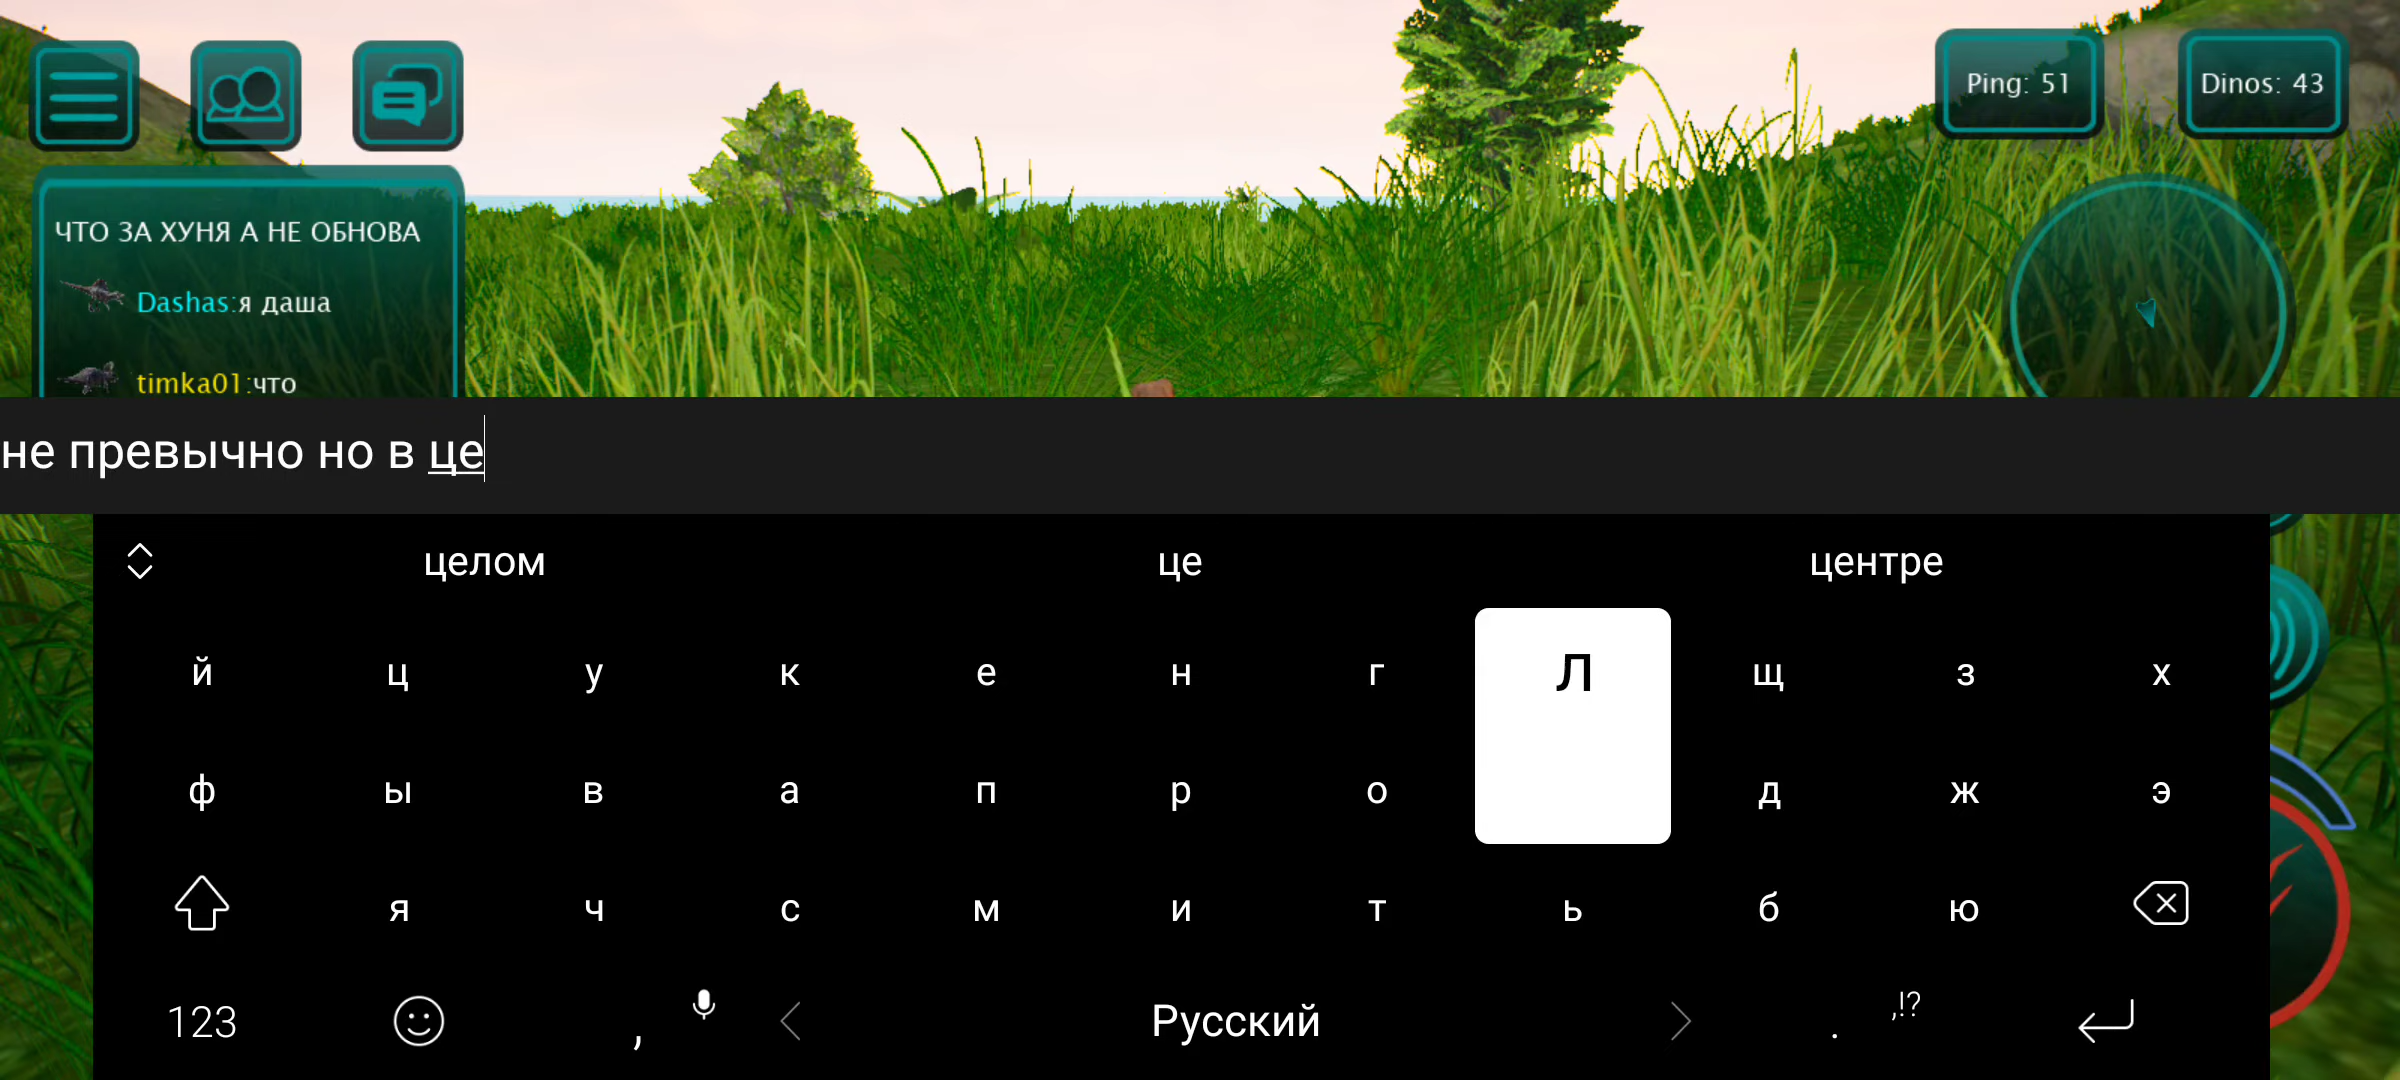 Ping: 51
Dinos: 43
ЧТО ЗА ХУНЯ А НЕ ОБНОВА
Dashas:я даша
timka01:что
не превычно но в це
целом це центре
й ц у к е н г Л щ з х
ф ы в а п р о д ж э
я ч с м и т ь б ю
123 , Русский . ,!?